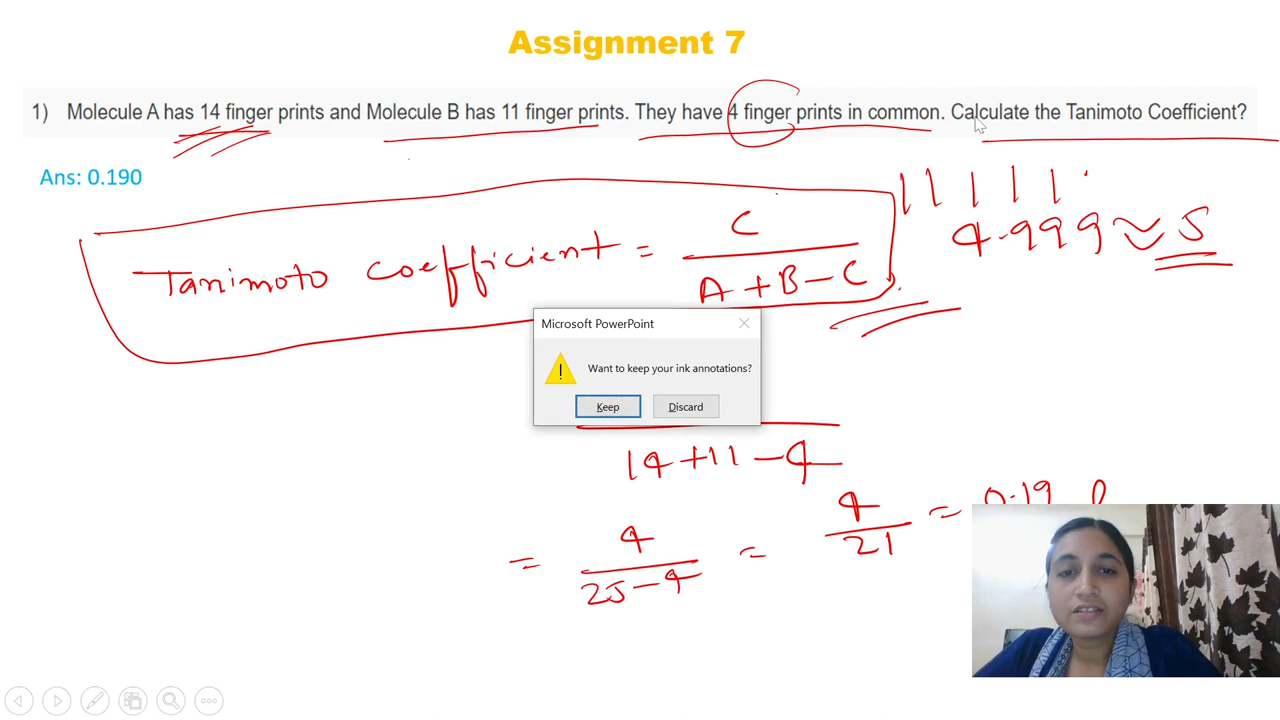 Assignment 7
1) Molecule A has 14 finger prints and Molecule B has 11 finger prints. They have 4 finger prints in common. Calculate the Tanimoto Coefficient?
Ans: 0.190
4.999 ≈ 5
Tanimoto coefficient = C / A + B - C
Microsoft PowerPoint
Want to keep your ink annotations?
Keep Discard
14 + 11 - 4
= 4 / 25 - 4 = 4 / 21 = 0.19